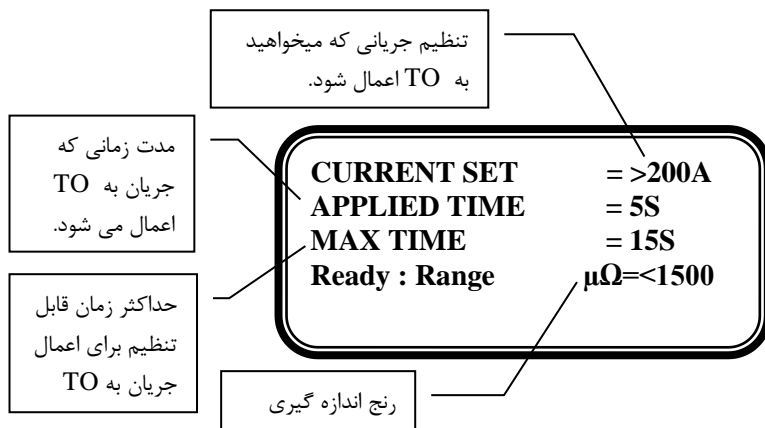 تنظیم جریانی که میخواهید
به TO اعمال شود.
مدت زمانی که
جریان به TO
اعمال می شود.
CURRENT SET = >200A
APPLIED TIME = 5S
MAX TIME = 15S
Ready : Range µΩ=<1500
حداکثر زمان قابل
تنظیم برای اعمال
جریان به TO
رنج اندازه گیری